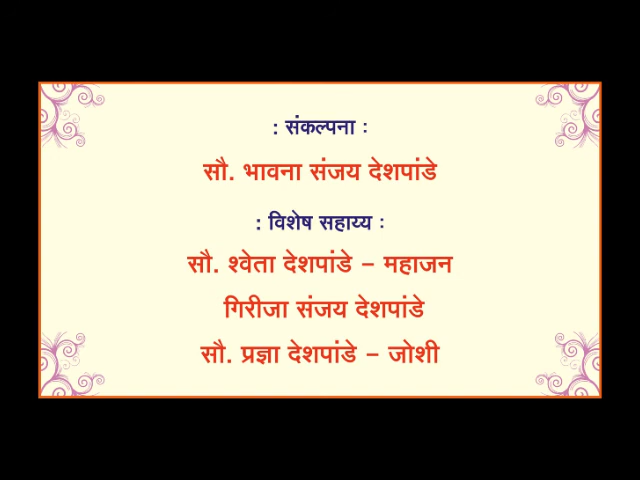 : संकल्पना :
सौ. भावना संजय देशपांडे
: विशेष सहाय्य :
सौ. श्वेता देशपांडे – महाजन
गिरीजा संजय देशपांडे
सौ. प्रज्ञा देशपांडे – जोशी